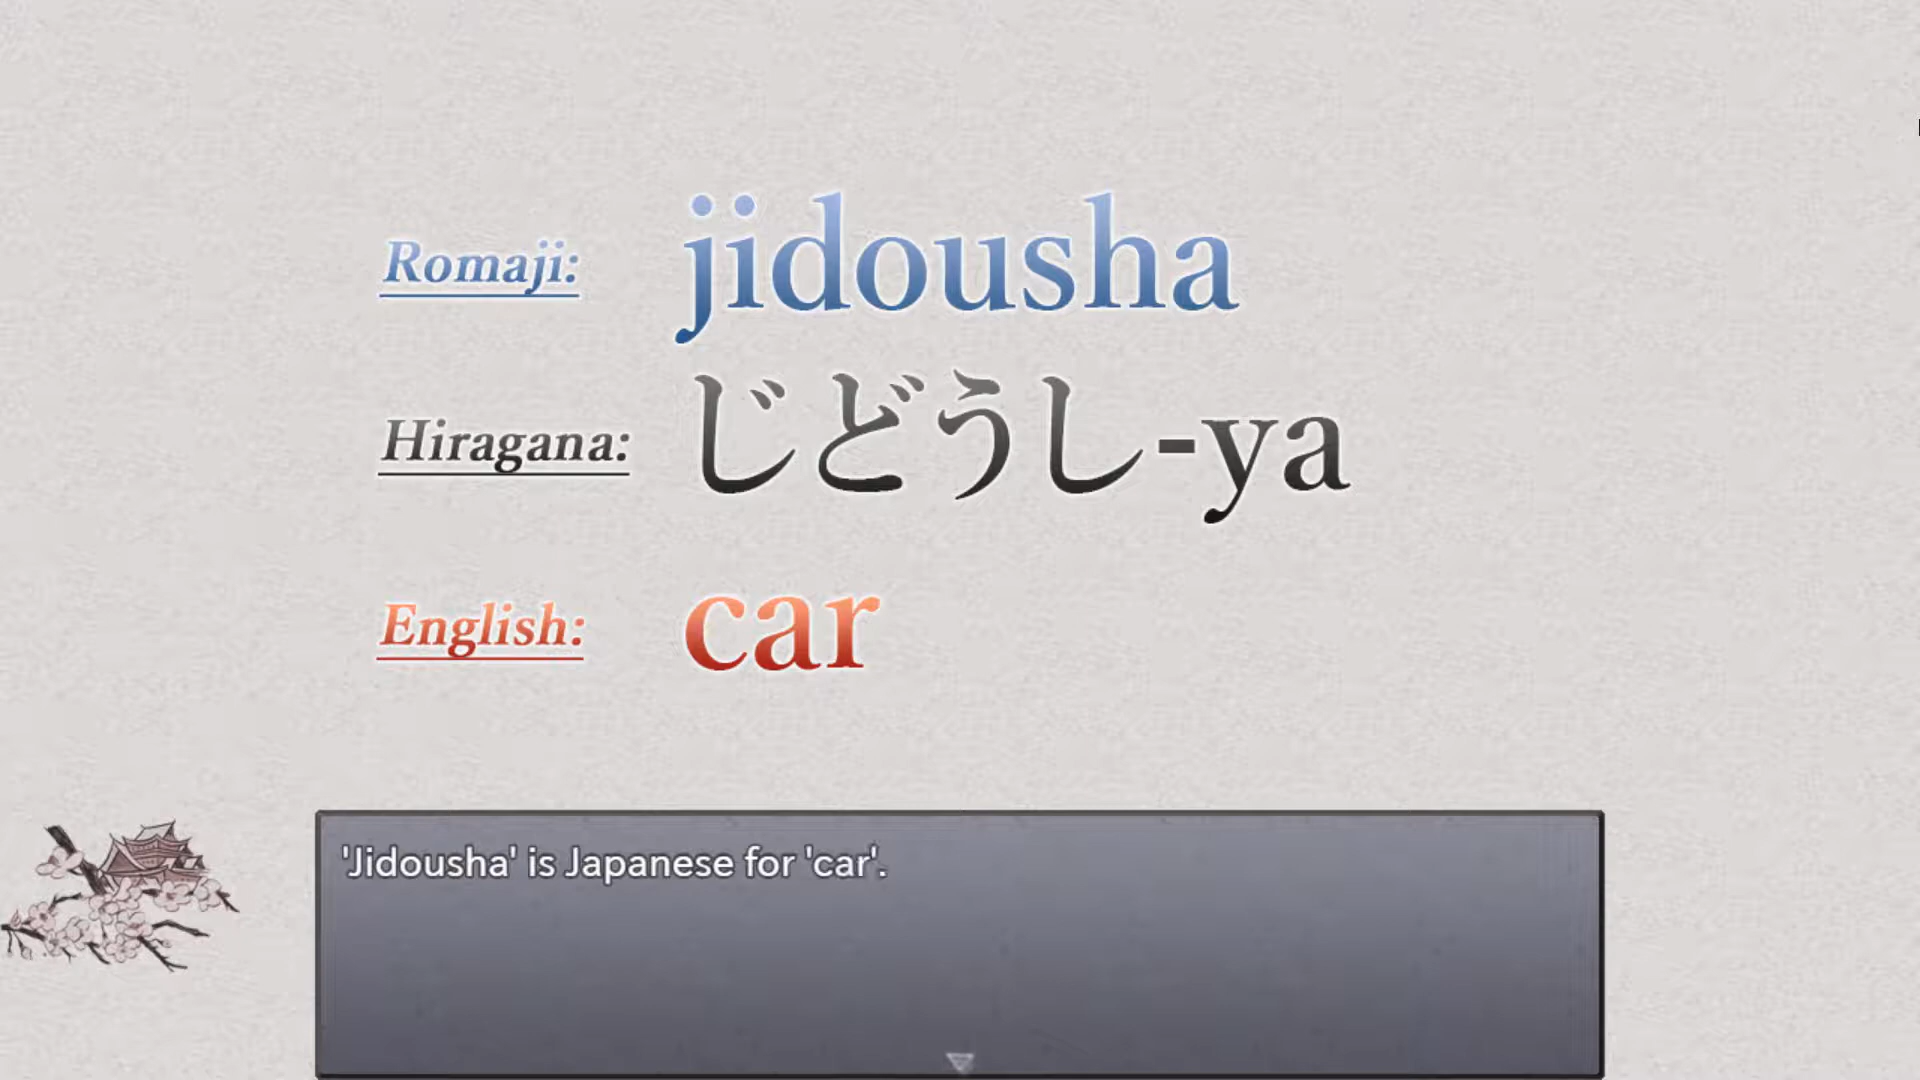 Romaji: jidousha
Hiragana: じどうし-ya
English: car
'Jidousha' is Japanese for 'car'.